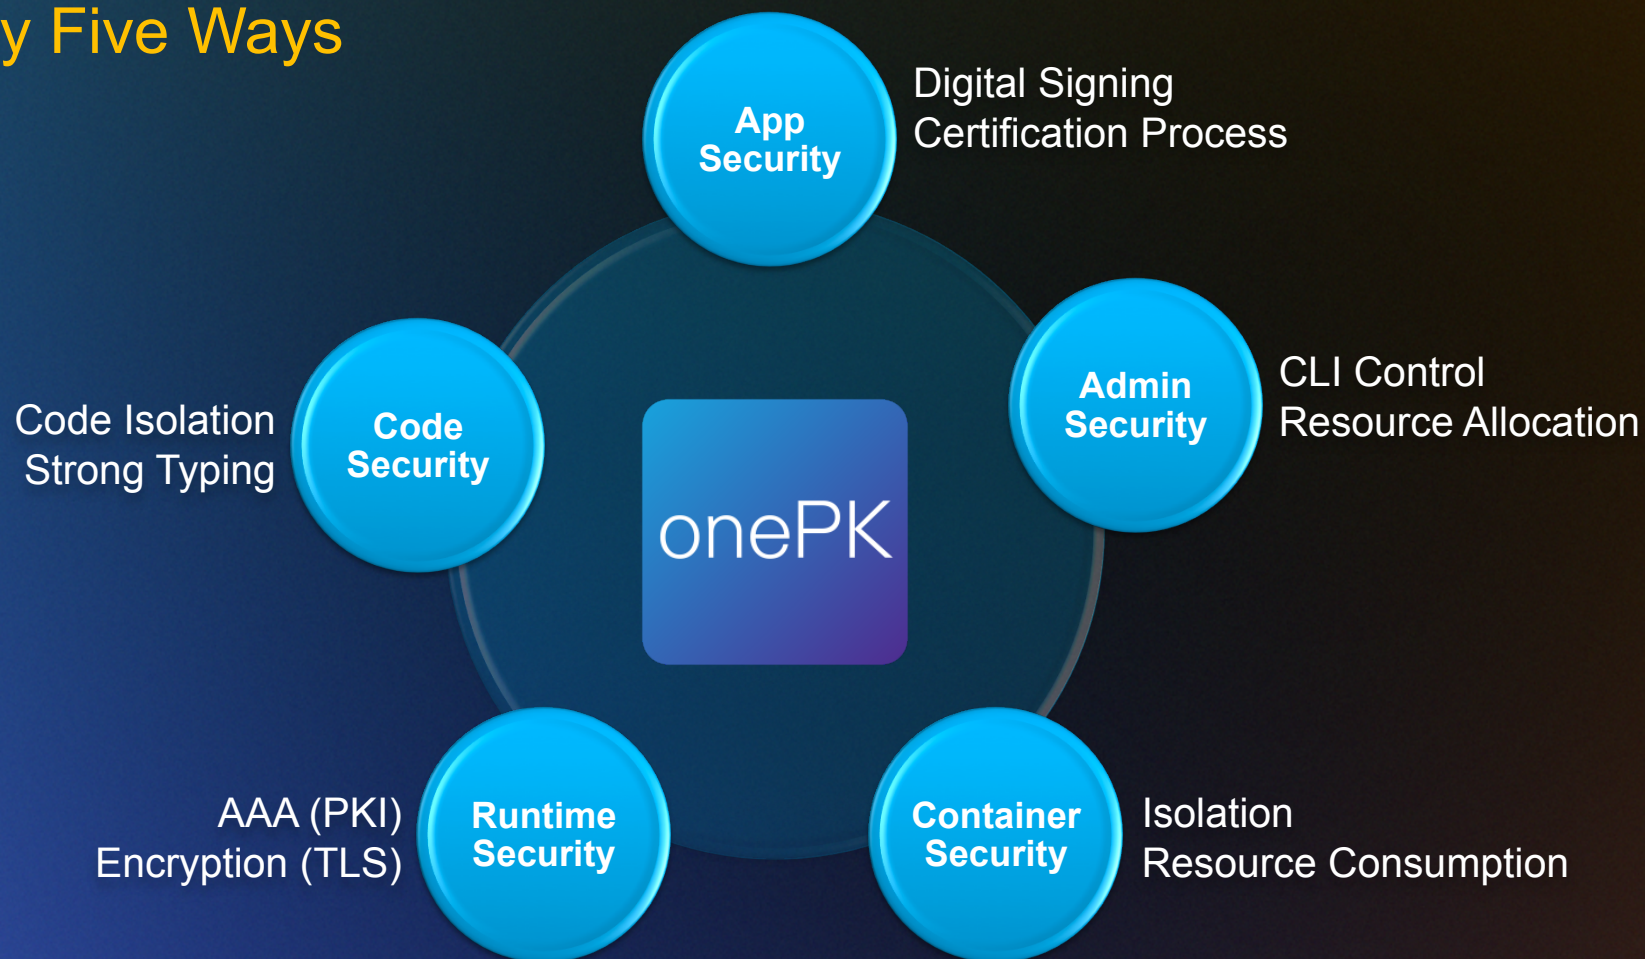 y Five Ways
App
Security
Digital Signing
Certification Process
Admin
Security
CLI Control
Resource Allocation
Code Isolation
Strong Typing
Code
Security
onePK
AAA (PKI)
Encryption (TLS)
Runtime
Security
Container
Security
Isolation
Resource Consumption